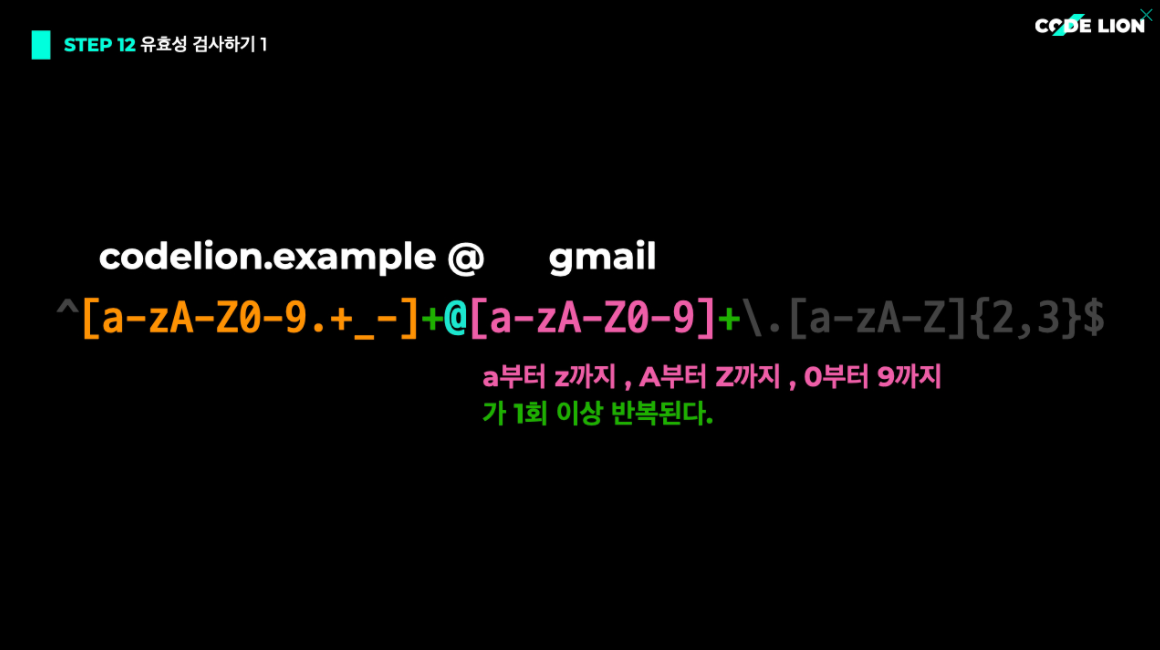 STEP 12 유효성 검사하기 1
CODE LION
codelion.example @ gmail
^[a-zA-Z0-9.+_-]+@[a-zA-Z0-9]+\.[a-zA-Z]{2,3}$
a부터 z까지 , A부터 Z까지 , 0부터 9까지
가 1회 이상 반복된다.